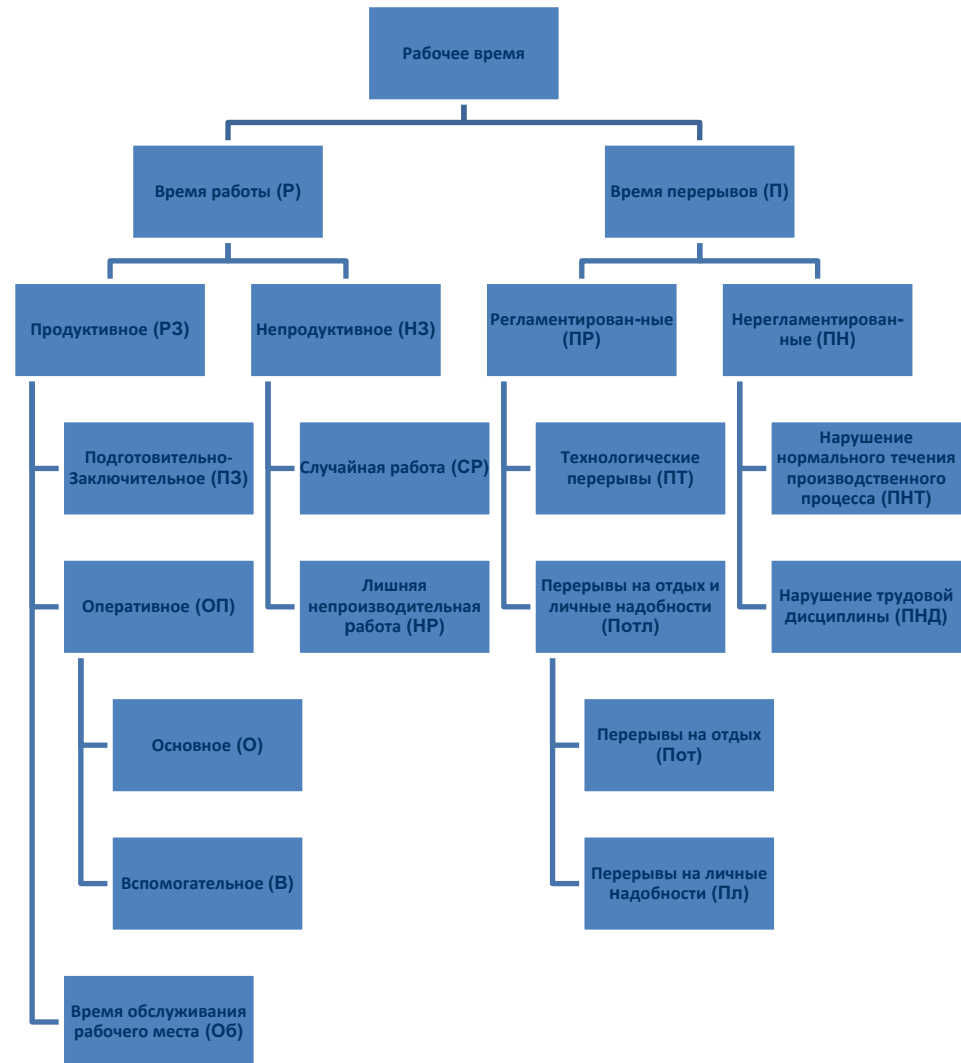 Рабочее время
Время работы (Р)
Время перерывов (П)
Продуктивное (РЗ)
Непродуктивное (НЗ)
Регламентирован-ные
(ПР)
Нерегламентирован-
ные (ПН)
Подготовительно-
Заключительное (ПЗ)
Случайная работа (СР)
Технологические
перерывы (ПТ)
Нарушение
нормального течения
производственного
процесса (ПНТ)
Оперативное (ОП)
Лишняя
непроизводительная
работа (НР)
Перерывы на отдых и
личные надобности
(Потл)
Нарушение трудовой
дисциплины (ПНД)
Основное (О)
Перерывы на отдых
(Пот)
Вспомогательное (В)
Перерывы на личные
надобности (Пл)
Время обслуживания
рабочего места (Об)